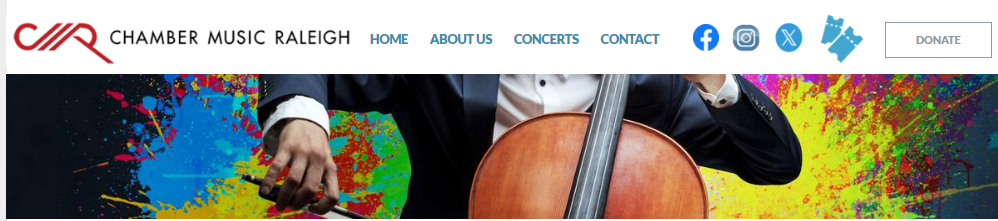 CHAMBER MUSIC RALEIGH HOME ABOUT US CONCERTS CONTACT DONATE